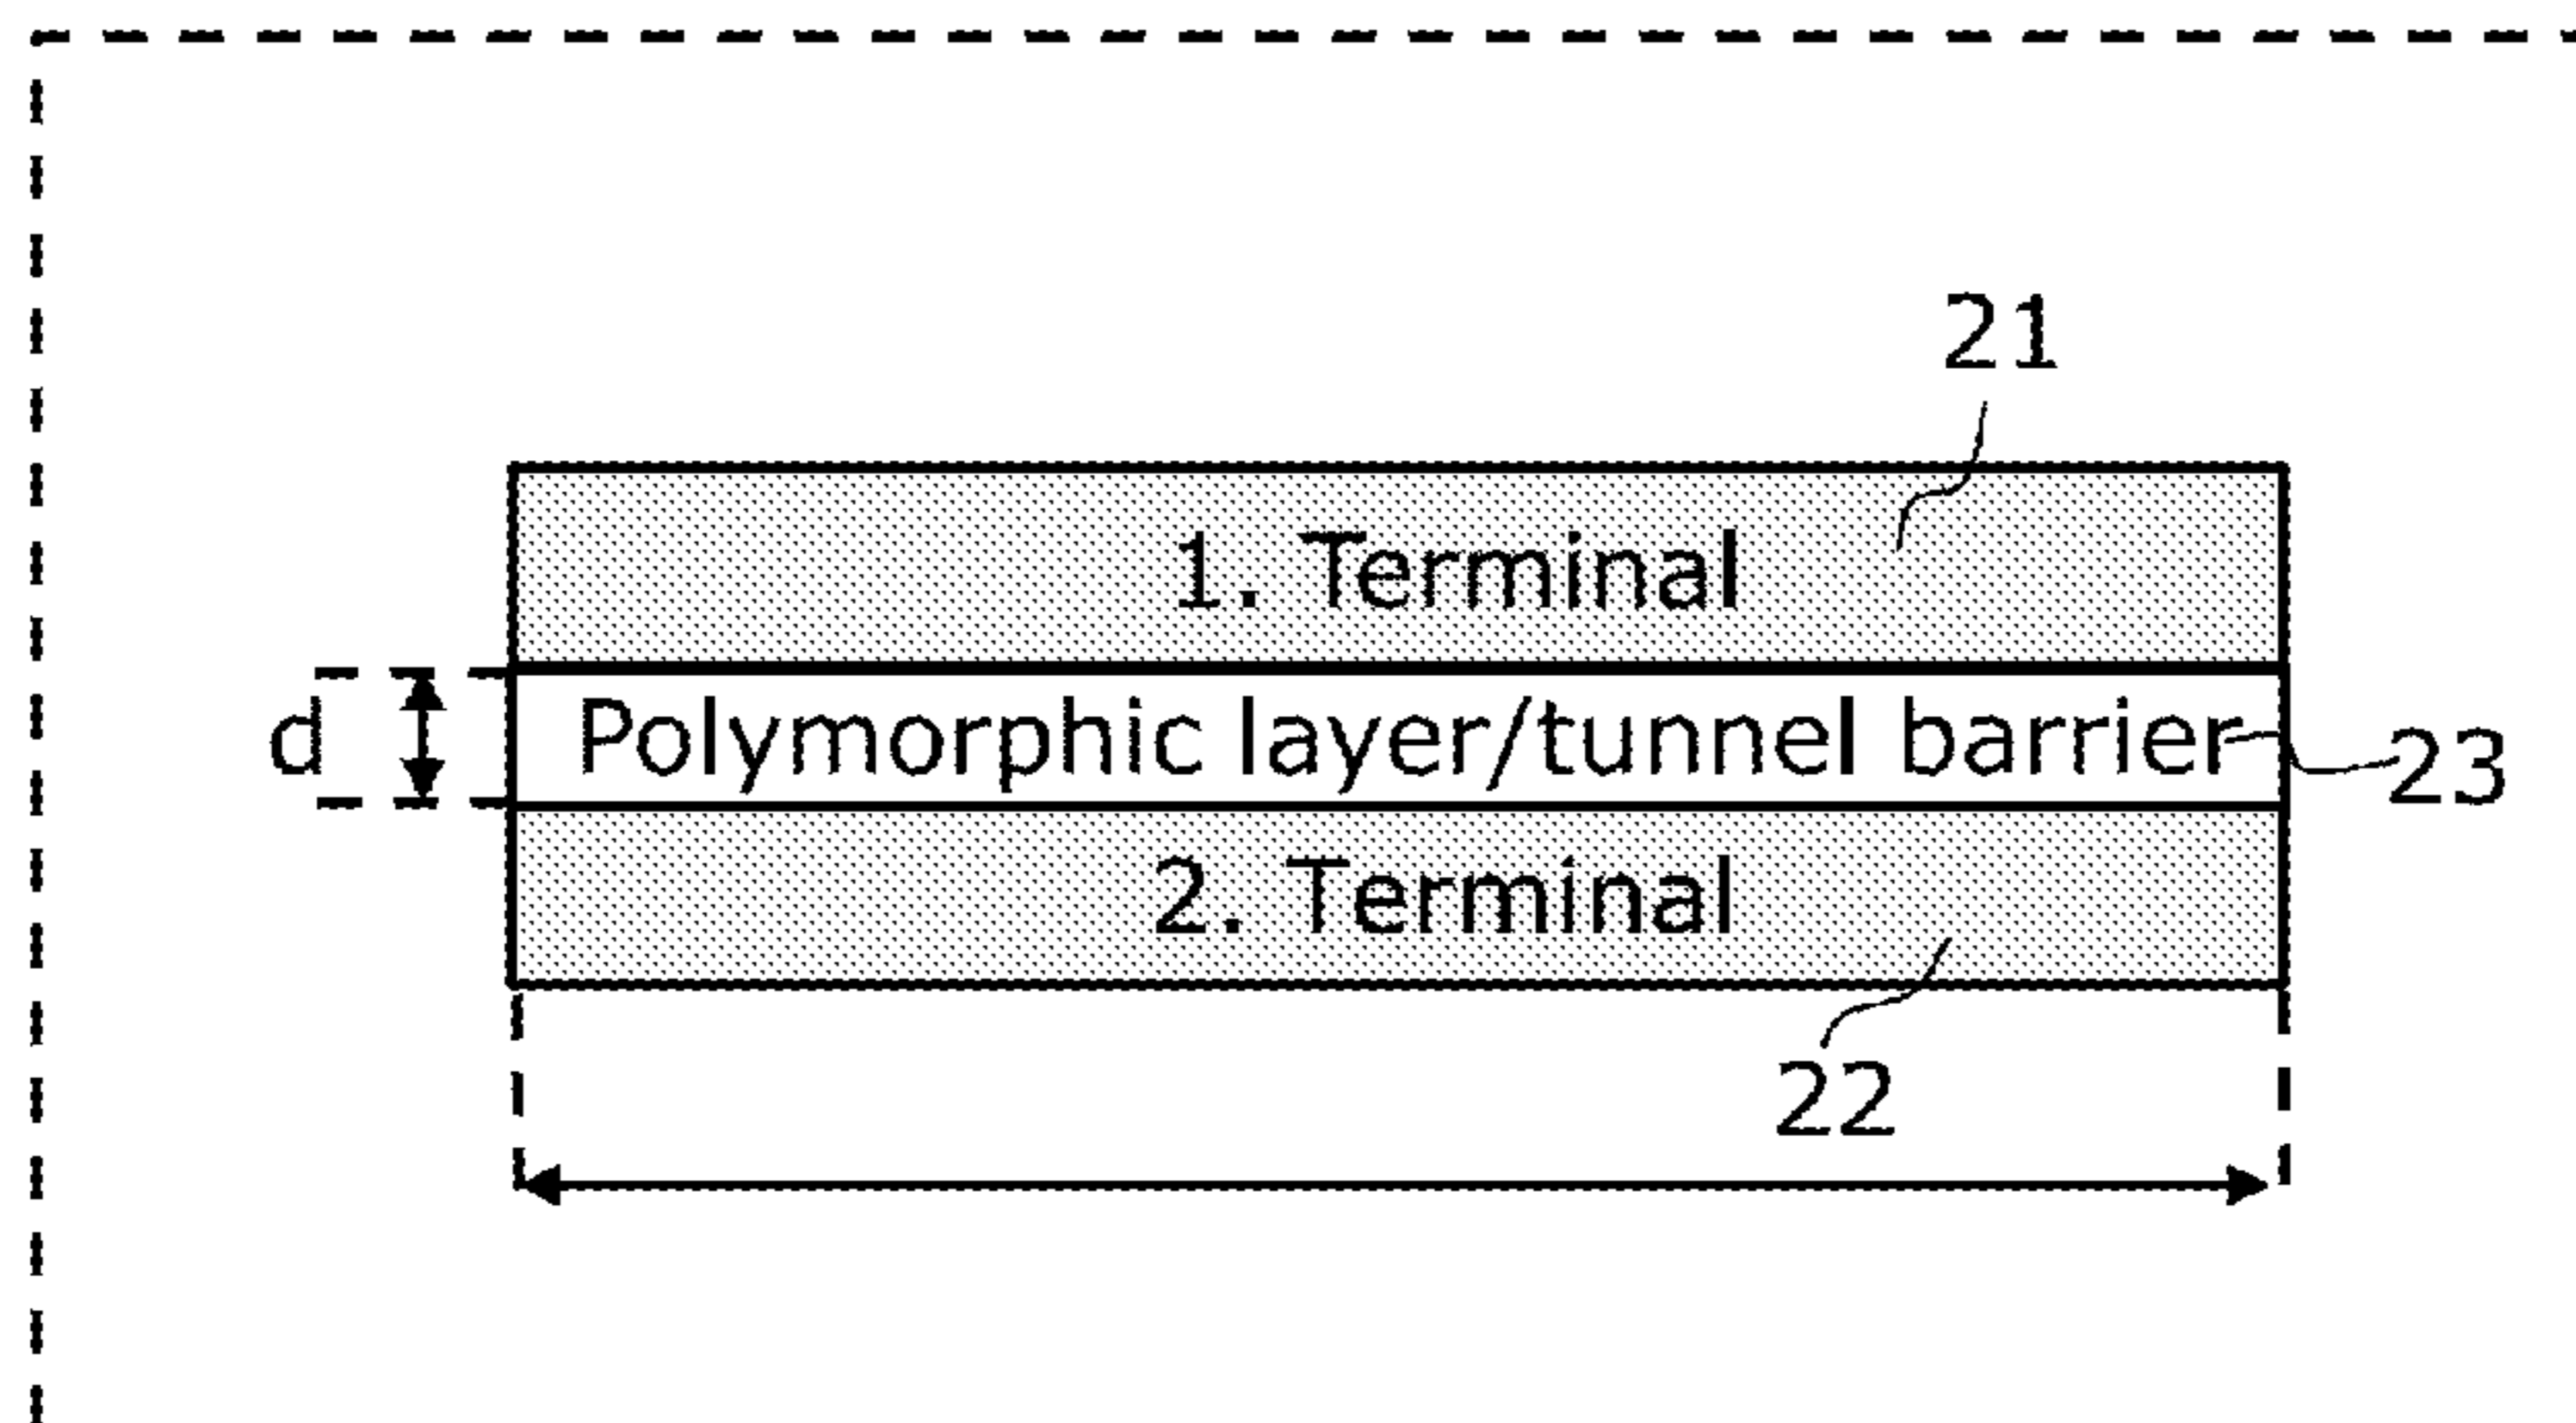 21
1. Terminal
d
Polymorphic layer/tunnel barrier
23
2. Terminal
22